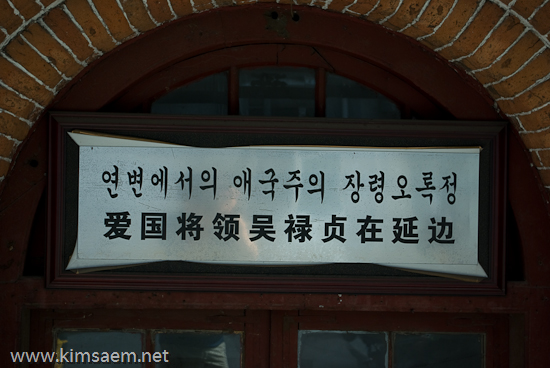 연변에서의 애국주의 장령오록정
爱国将领吴禄贞在延边
www.kimsaem.net